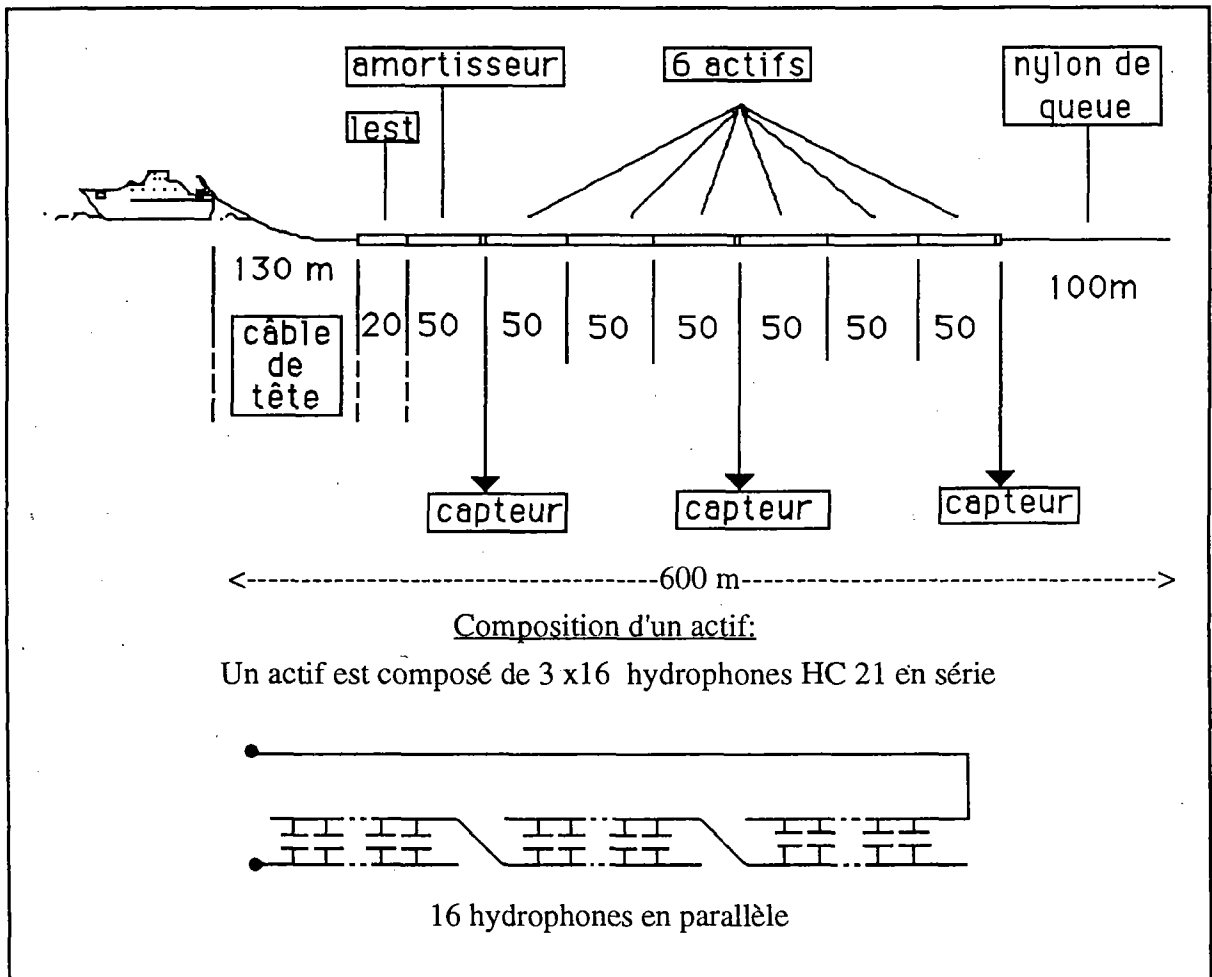 amortisseur
6 actifs
nylon de
queue
lest
130 m
20 50 50 50 50 50 50 50
100m
câble
de
tête
capteur
capteur
capteur
<---600 m--->
Composition d'un actif:
Un actif est composé de 3 x16 hydrophones HC 21 en série
16 hydrophones en parallèle